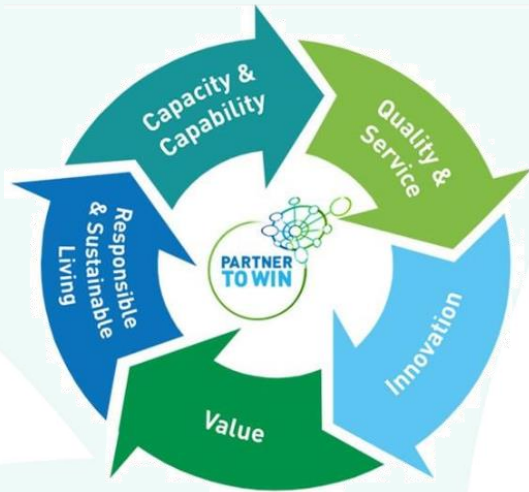 Capacity &
Capability
Quality &
Service
Innovation
Value
Responsible
& Sustainable
Living
PARTNER
TO WIN